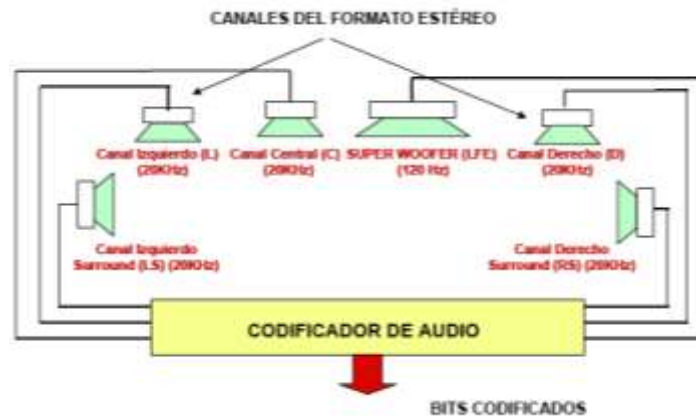 CANALES DEL FORMATO ESTÉREO
Canal Izquierdo (L)
(20KHz)
Canal Central (C)
(20KHz)
SUPER WOOFER (LFE)
(120 Hz)
Canal Derecho (D)
(20KHz)
Canal Izquierdo
Surround (LS) (20KHz)
Canal Derecho
Surround (RS) (20KHz)
CODIFICADOR DE AUDIO
BITS CODIFICADOS